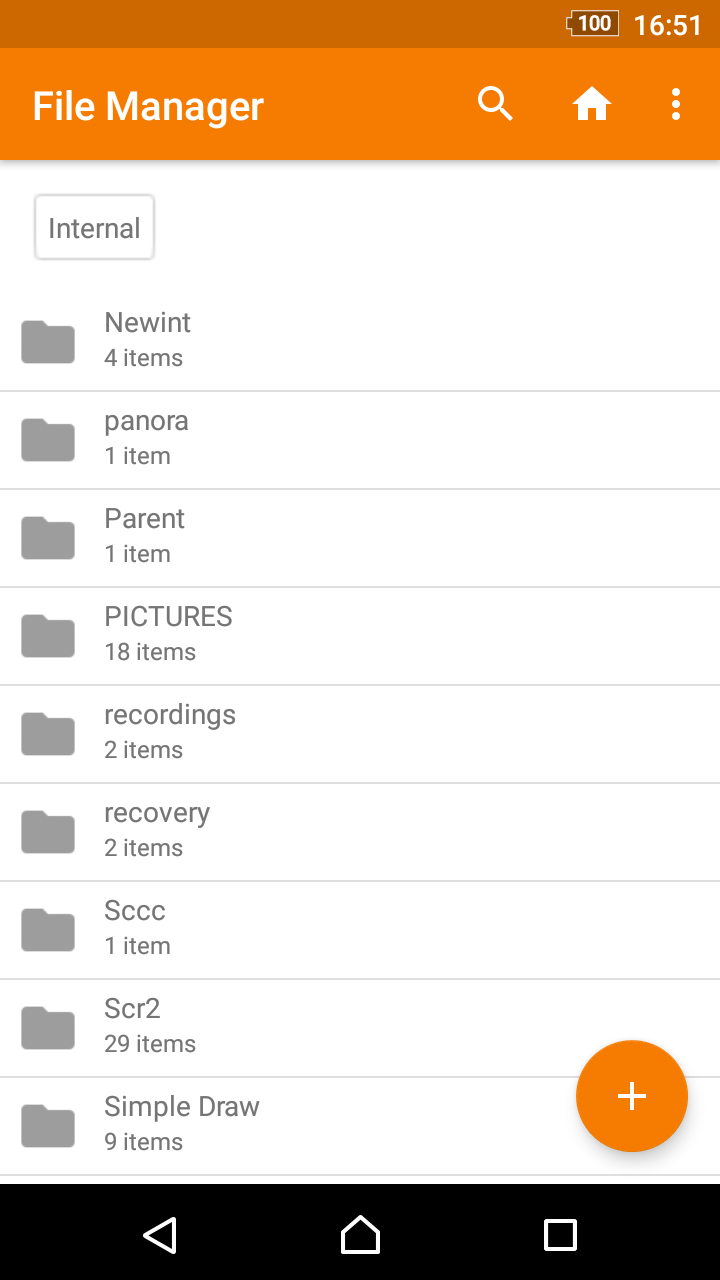 100 16:51
File Manager
Internal
Newint
4 items
panora
1 item
Parent
1 item
PICTURES
18 items
recordings
2 items
recovery
2 items
Sccc
1 item
Scr2
29 items
Simple Draw
9 items